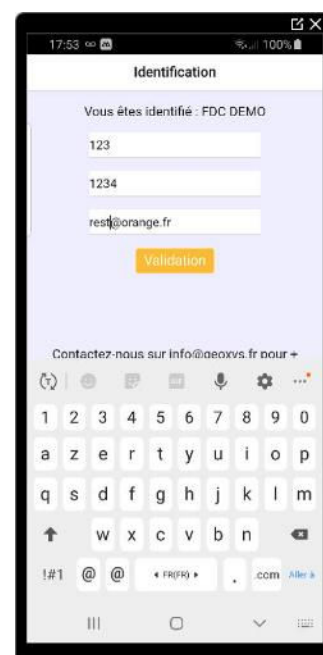 17:53
100%
Identification
Vous êtes identifié : FDC DEMO
123
1234
rest@orange.fr
Validation
Contactez-nous sur info@geoxys.fr pour +
1 2 3 4 5 6 7 8 9 0
a z e r t y u i o p
q s d f g h j k l m
w x c v b n
!#1 @ @ FR(FR) . .com Aller à